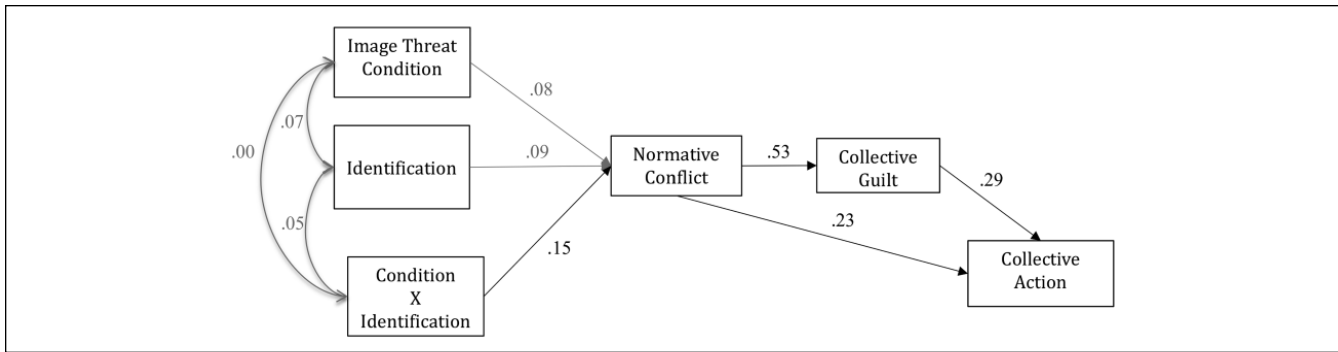 Image Threat
Condition
.08
.07
.00
Identification
.09
Normative
Conflict
.53
Collective
Guilt
.29
.05
.23
.15
Condition
X
Identification
Collective
Action